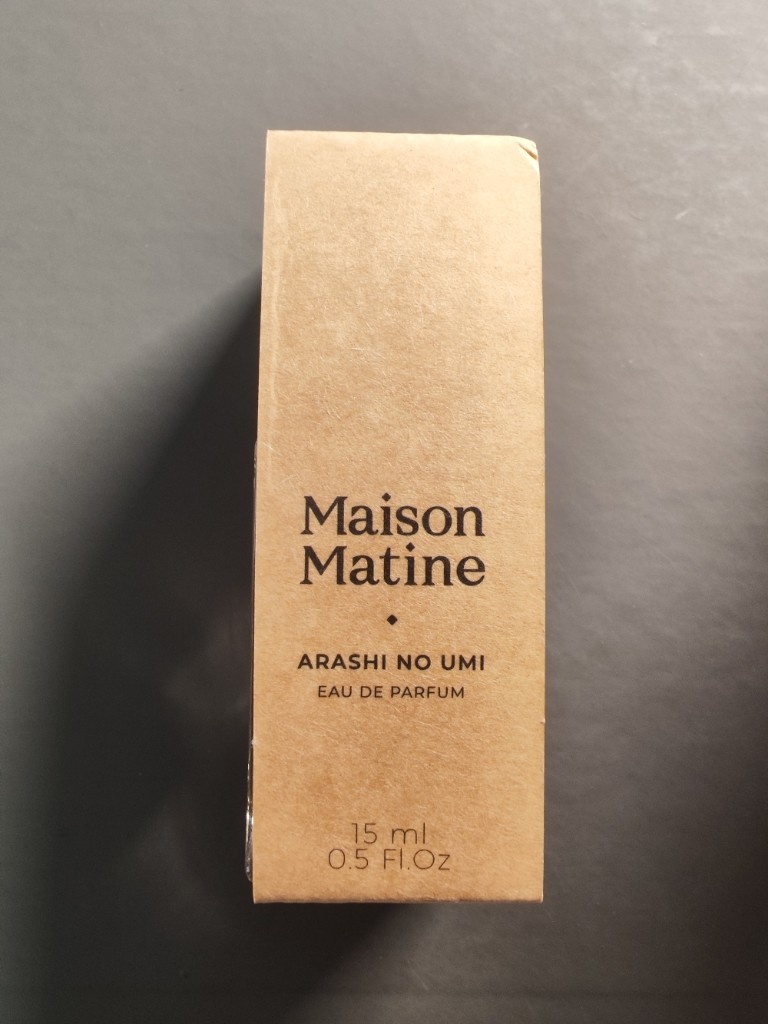 Maison
Matine
ARASHI NO UMI
EAU DE PARFUM
15 ml
0.5 Fl.Oz